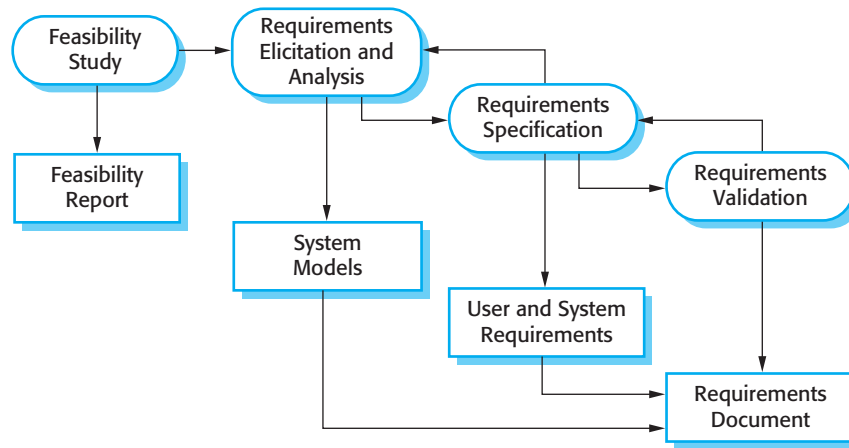 Feasibility
Study
Requirements
Elicitation and
Analysis
Requirements
Specification
Feasibility
Report
Requirements
Validation
System
Models
User and System
Requirements
Requirements
Document